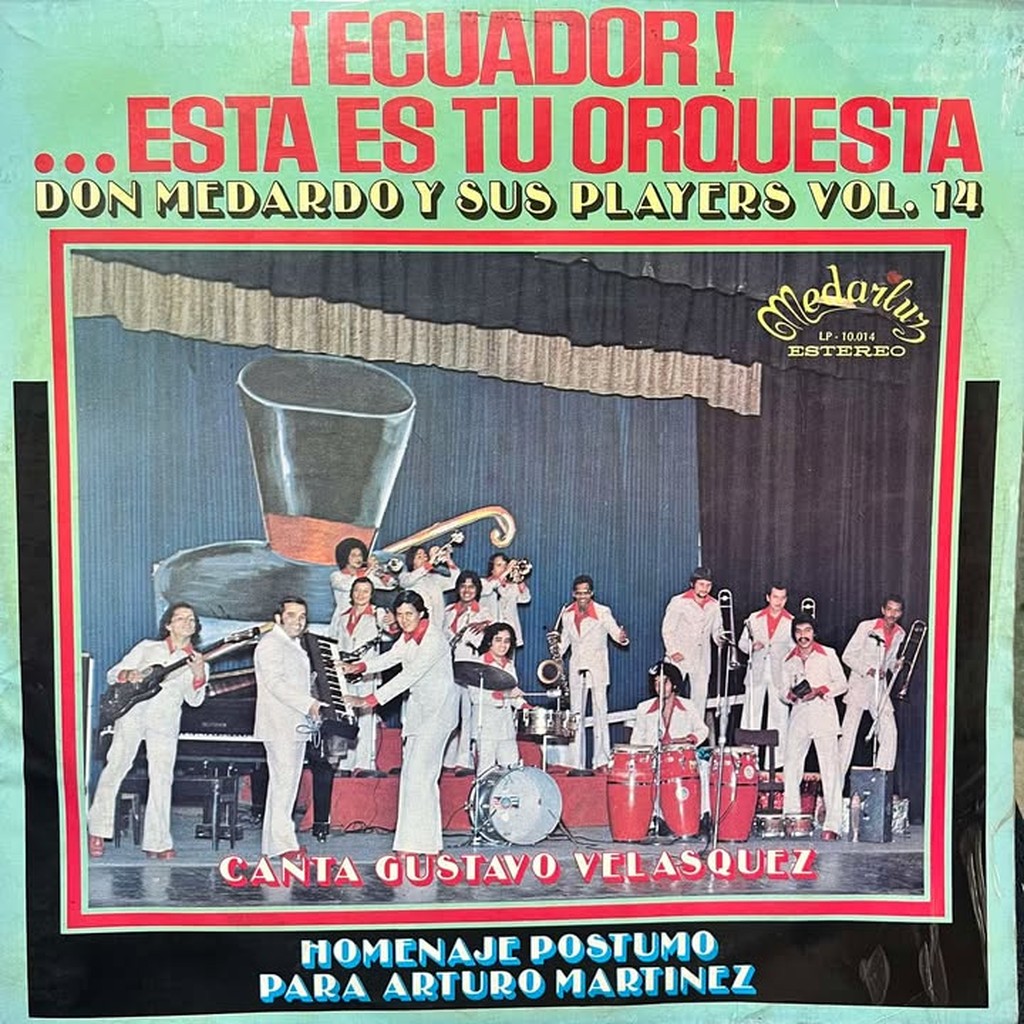 ¡ECUADOR!
...ESTA ES TU ORQUESTA
DON MEDARDO Y SUS PLAYERS VOL. 14
Medarluz
LP - 10.014
ESTEREO
CANTA GUSTAVO VELASQUEZ
HOMENAJE POSTUMO
PARA ARTURO MARTINEZ